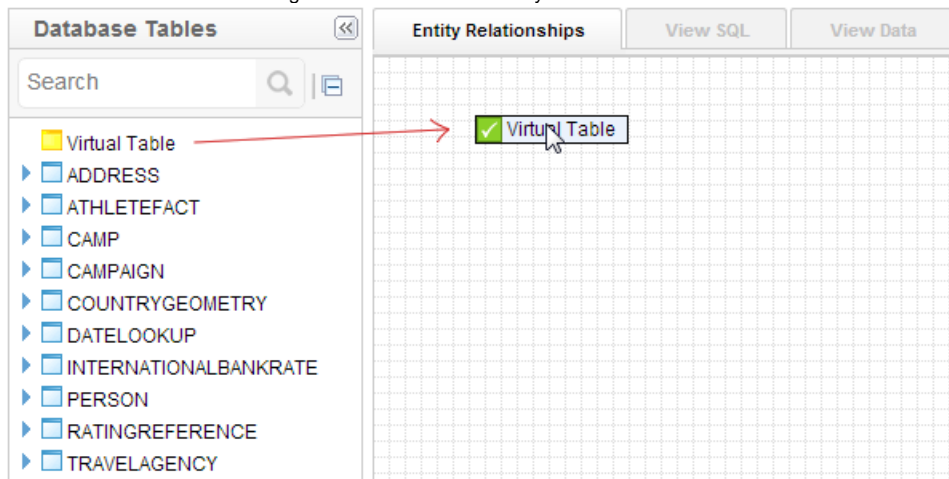 Database Tables
Entity Relationships
View SQL
View Data
Search
Virtual Table
Virtual Table
ADDRESS
ATHLETEFACT
CAMP
CAMPAIGN
COUNTRYGEOMETRY
DATELOOKUP
INTERNATIONALBANKRATE
PERSON
RATINGREFERENCE
TRAVELAGENCY